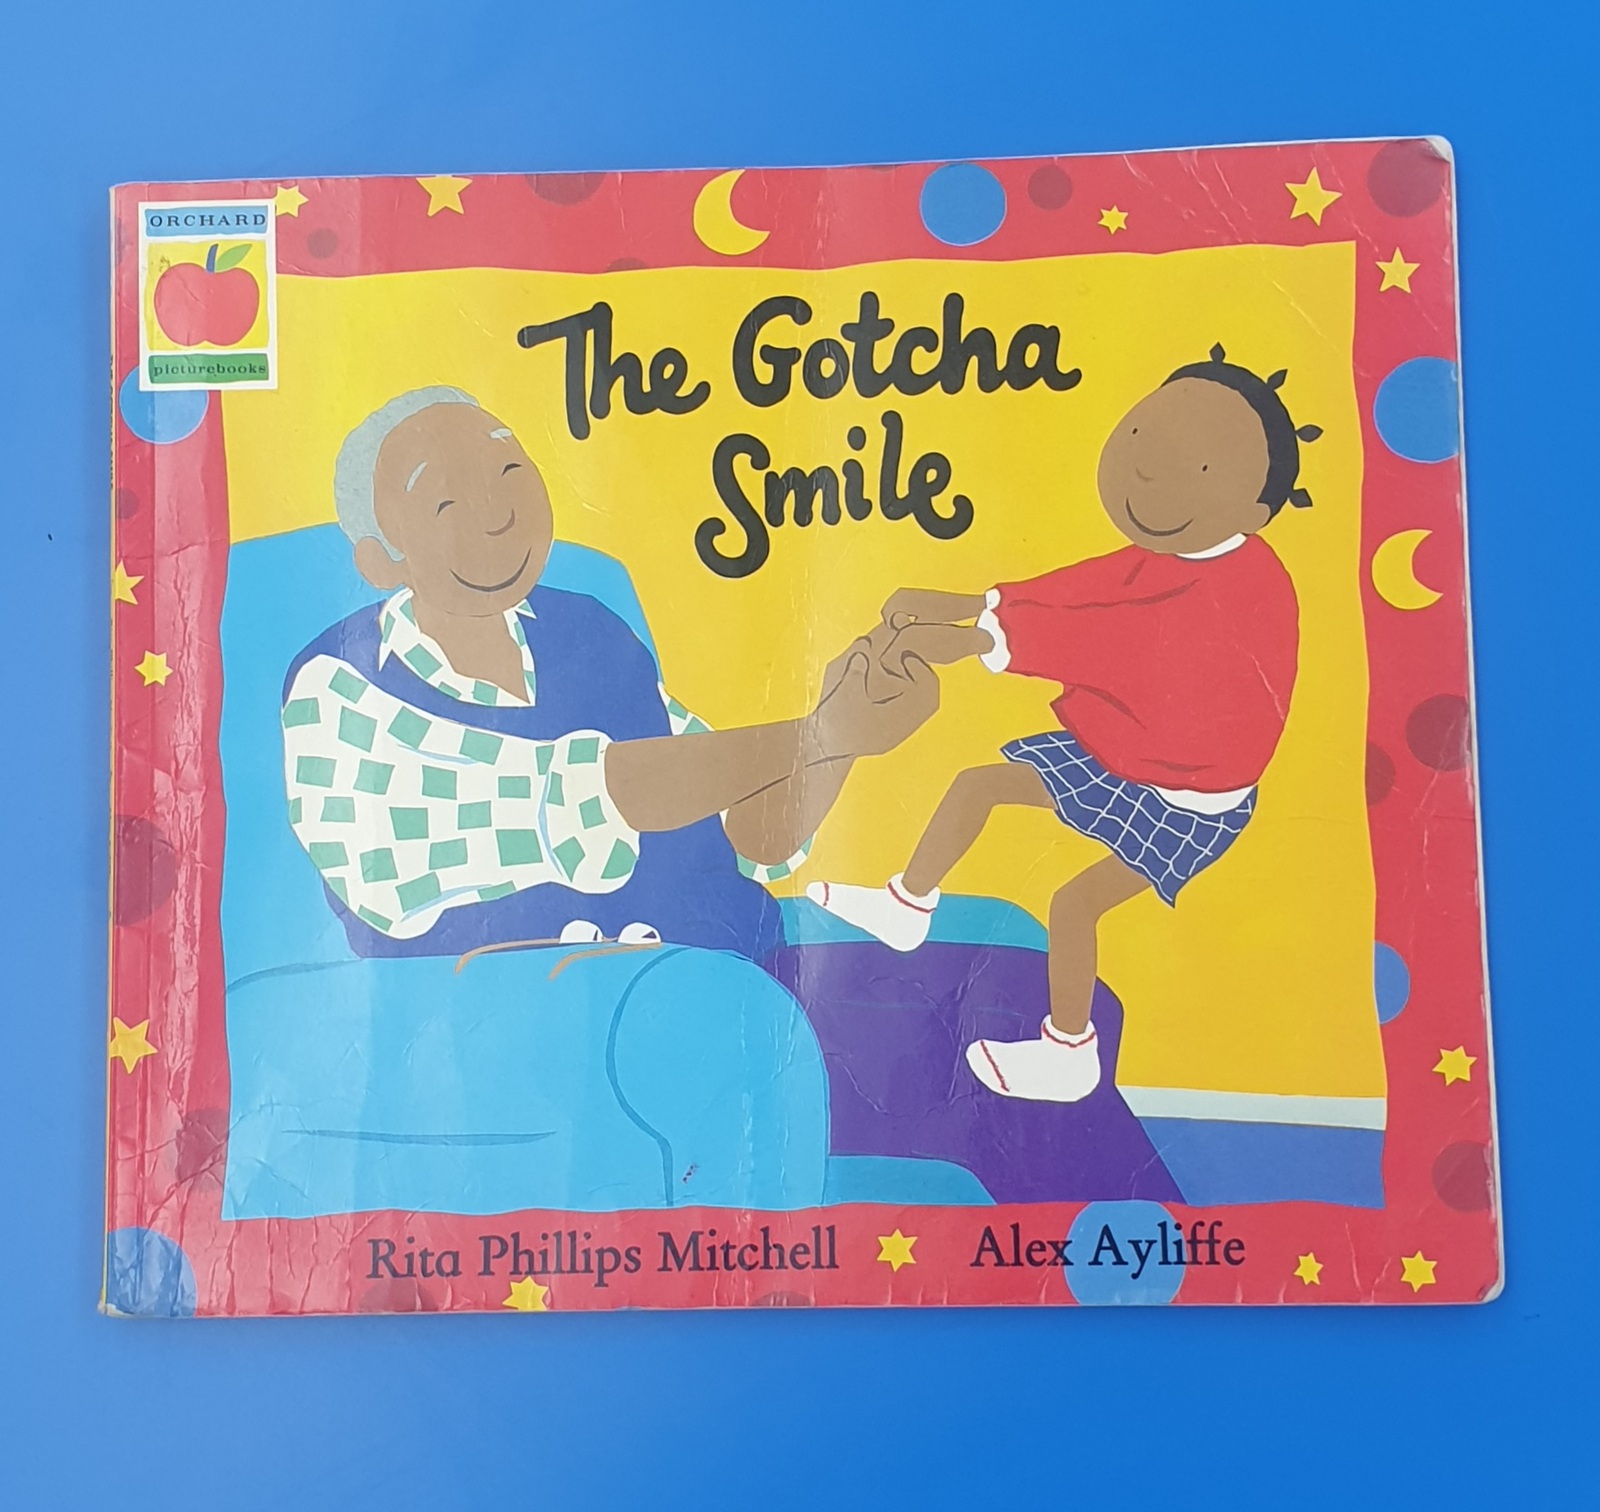 ORCHARD
picturebooks
The Gotcha
Smile
Rita Phillips Mitchell
Alex Ayliffe